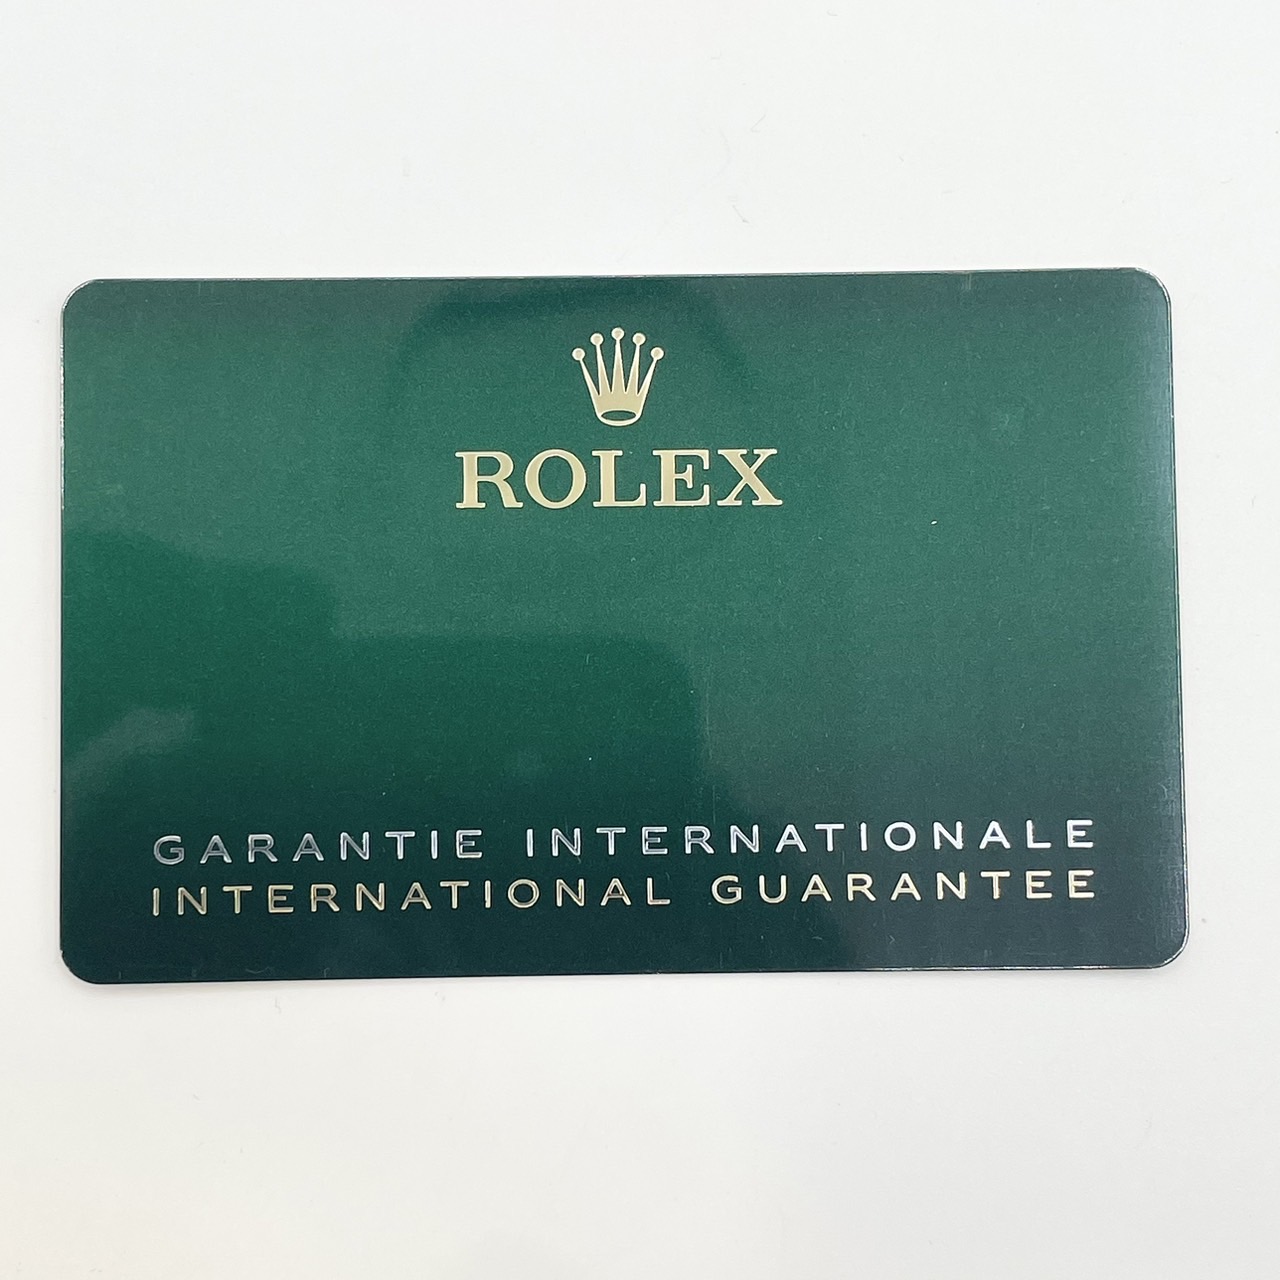 ROLEX
GARANTIE INTERNATIONALE
INTERNATIONAL GUARANTEE